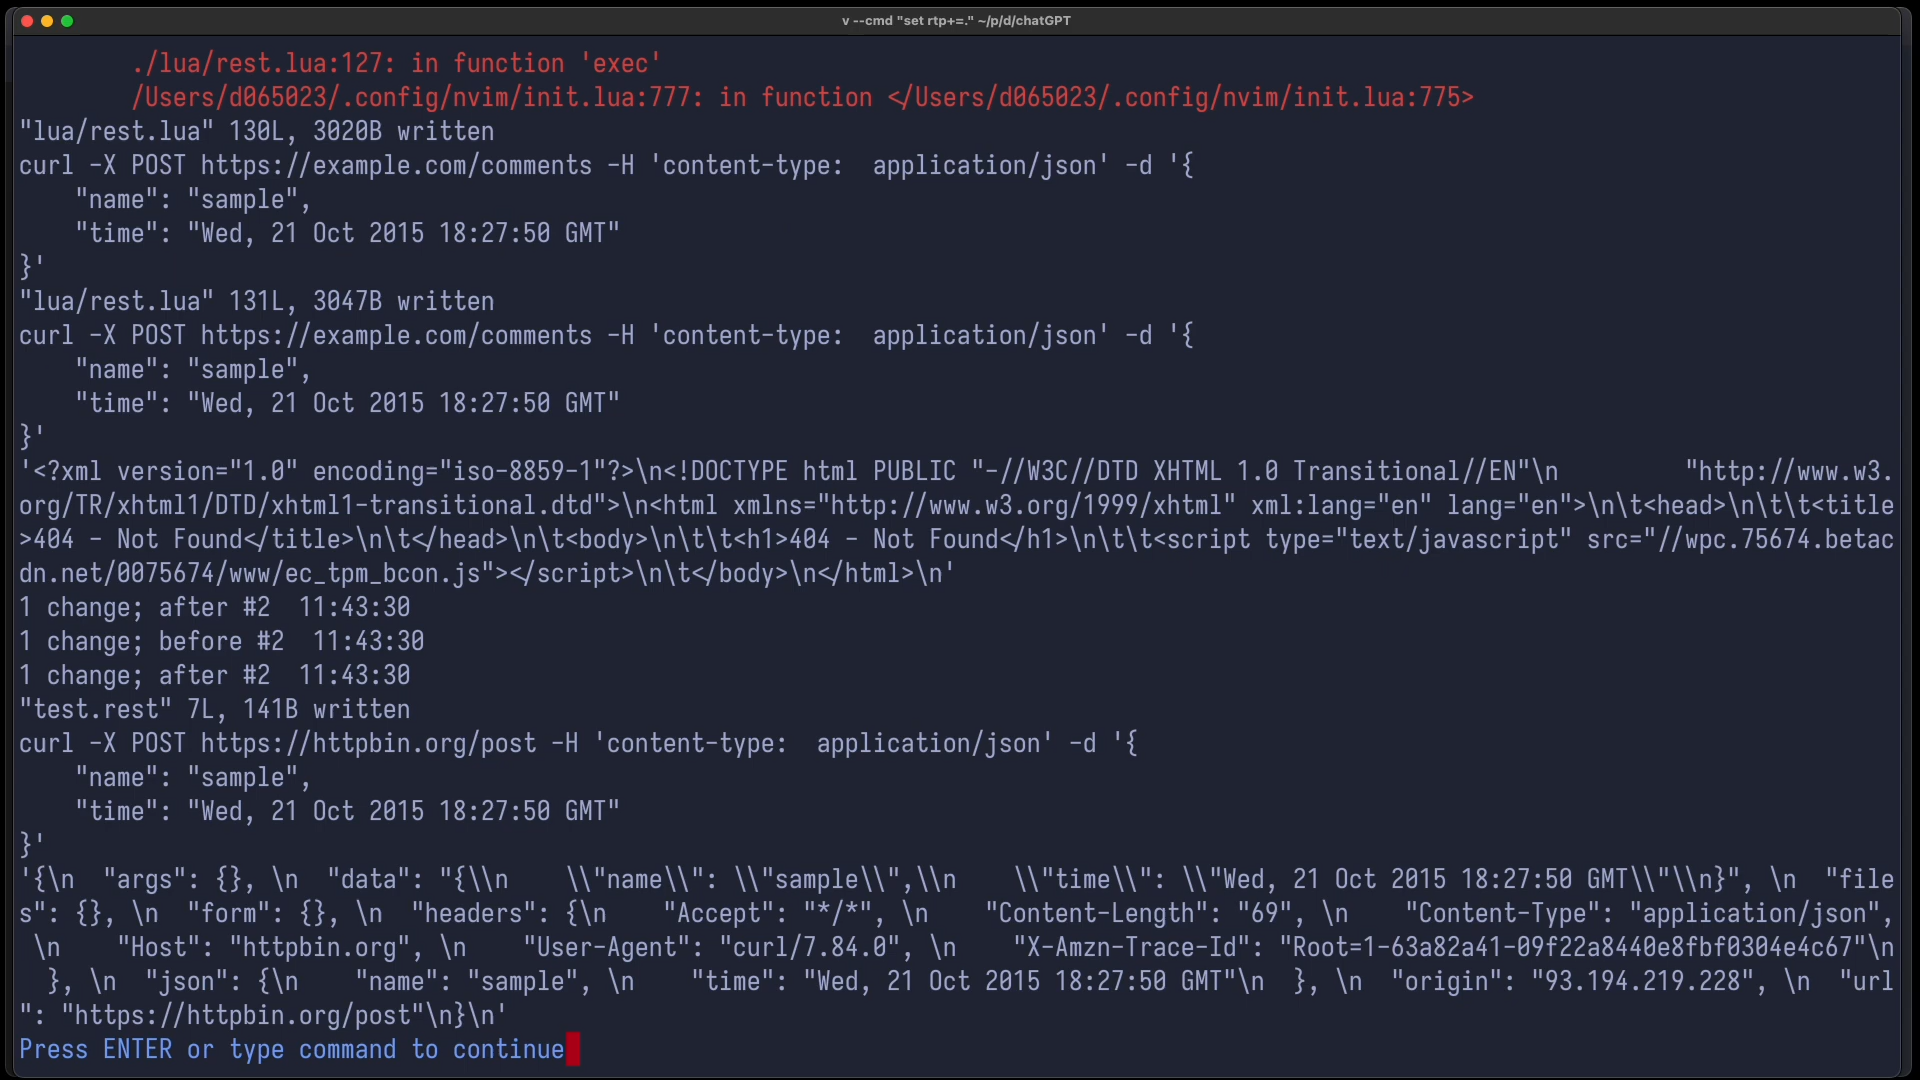 v --cmd "set rtp+=." ~/p/d/chatGPT
./lua/rest.lua:127: in function 'exec'
/Users/d065023/.config/nvim/init.lua:777: in function </Users/d065023/.config/nvim/init.lua:775>
"lua/rest.lua" 130L, 3020B written
curl -X POST https://example.com/comments -H 'content-type:  application/json' -d '{
    "name": "sample",
    "time": "Wed, 21 Oct 2015 18:27:50 GMT"
}'
"lua/rest.lua" 131L, 3047B written
curl -X POST https://example.com/comments -H 'content-type:  application/json' -d '{
    "name": "sample",
    "time": "Wed, 21 Oct 2015 18:27:50 GMT"
}'
'<?xml version="1.0" encoding="iso-8859-1"?>\n<!DOCTYPE html PUBLIC "-//W3C//DTD XHTML 1.0 Transitional//EN"\n         "http://www.w3.
org/TR/xhtml1/DTD/xhtml1-transitional.dtd">\n<html xmlns="http://www.w3.org/1999/xhtml" xml:lang="en" lang="en">\n\t<head>\n\t\t<title
>404 - Not Found</title>\n\t</head>\n\t<body>\n\t\t<h1>404 - Not Found</h1>\n\t\t<script type="text/javascript" src="//wpc.75674.betac
dn.net/0075674/www/ec_tpm_bcon.js"></script>\n\t</body>\n</html>\n'
1 change; after #2  11:43:30
1 change; before #2  11:43:30
1 change; after #2  11:43:30
"test.rest" 7L, 141B written
curl -X POST https://httpbin.org/post -H 'content-type:  application/json' -d '{
    "name": "sample",
    "time": "Wed, 21 Oct 2015 18:27:50 GMT"
}'
'{\n  "args": {}, \n  "data": "{\\n    \\"name\\": \\"sample\\",\\n    \\"time\\": \\"Wed, 21 Oct 2015 18:27:50 GMT\\"\\n}", \n  "file
s": {}, \n  "form": {}, \n  "headers": {\n    "Accept": "*/*", \n    "Content-Length": "69", \n    "Content-Type": "application/json",
 \n    "Host": "httpbin.org", \n    "User-Agent": "curl/7.84.0", \n    "X-Amzn-Trace-Id": "Root=1-63a82a41-09f22a8440e8fbf0304e4c67"\n
  }, \n  "json": {\n    "name": "sample", \n    "time": "Wed, 21 Oct 2015 18:27:50 GMT"\n  }, \n  "origin": "93.194.219.228", \n  "url
": "https://httpbin.org/post"\n}\n'
Press ENTER or type command to continue